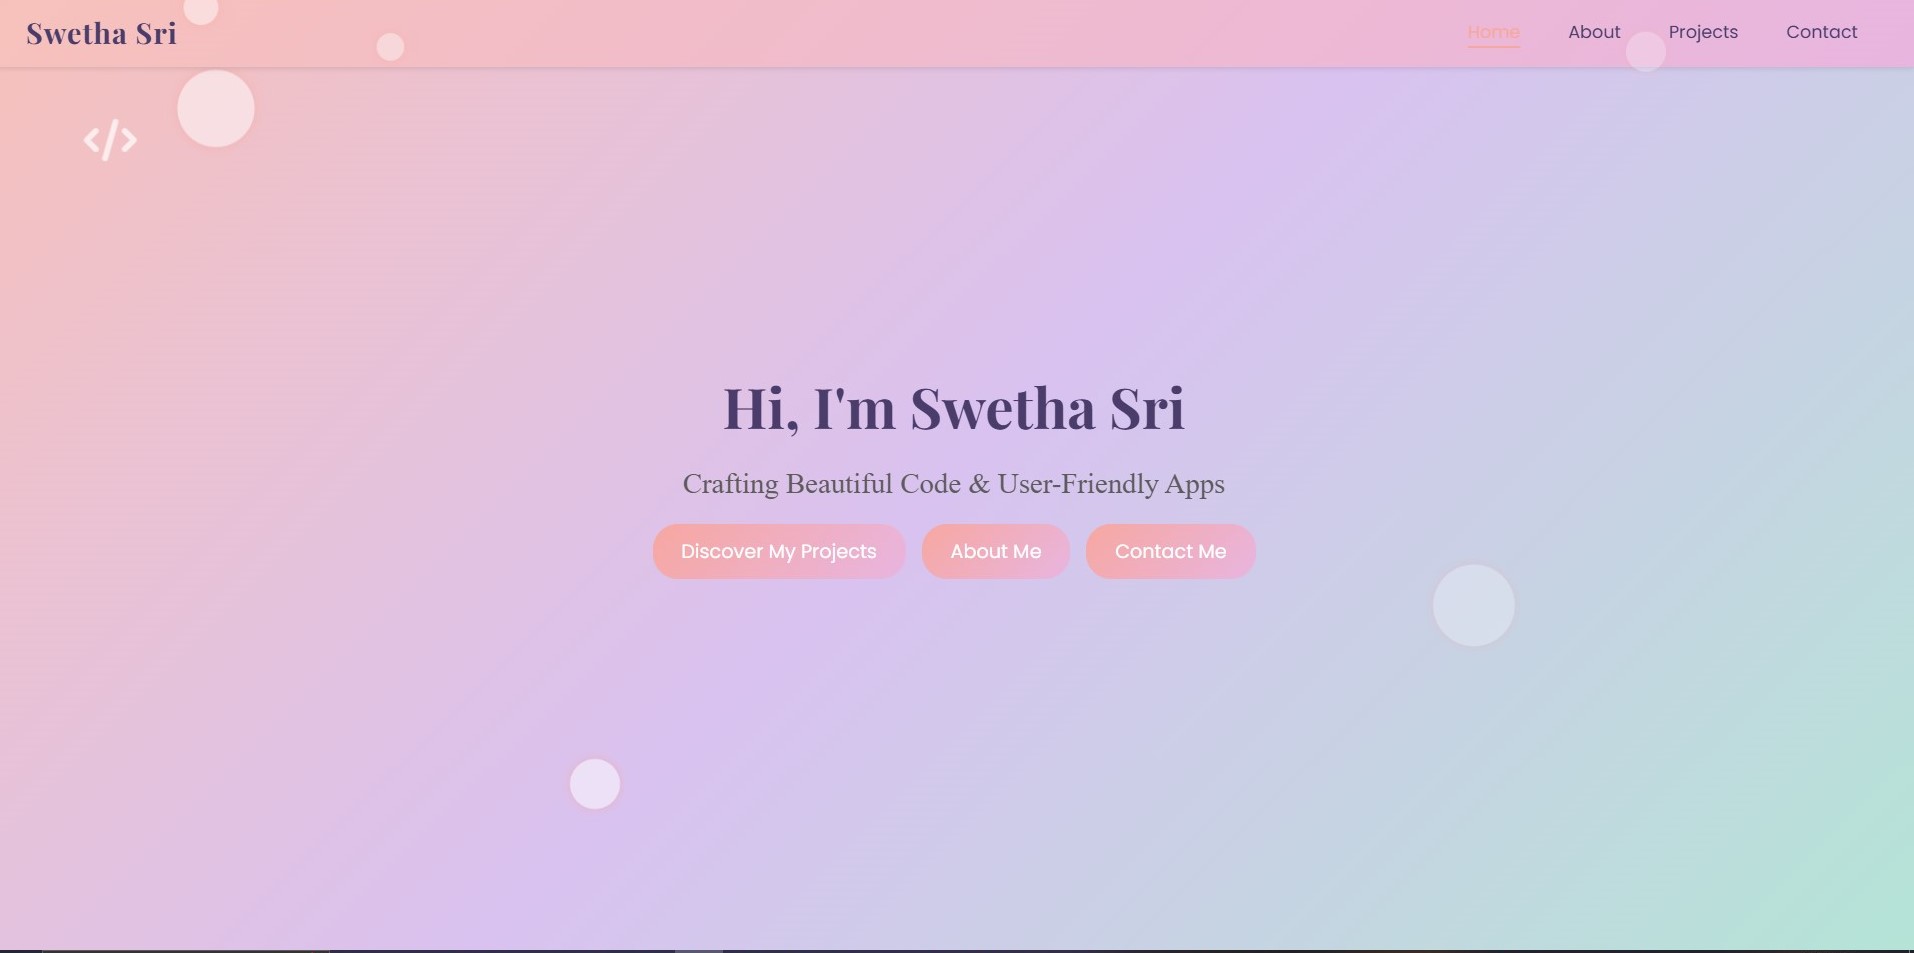 Swetha Sri
Home About Projects Contact
</>
Hi, I'm Swetha Sri
Crafting Beautiful Code & User-Friendly Apps
Discover My Projects About Me Contact Me